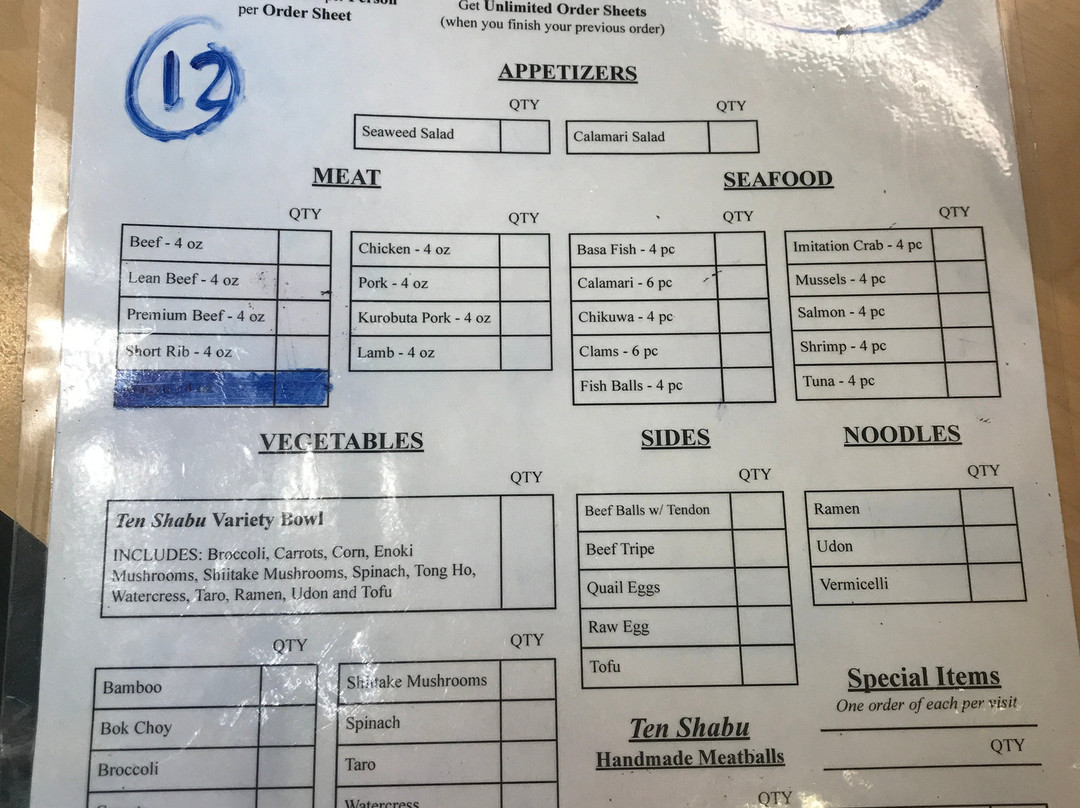 per Order Sheet
Get Unlimited Order Sheets
(when you finish your previous order)
12
APPETIZERS
QTY
QTY
Seaweed Salad
Calamari Salad
MEAT
QTY
QTY
Beef - 4 oz
Lean Beef - 4 oz
Premium Beef - 4 oz
Short Rib - 4 oz
Chicken - 4 oz
Pork - 4 oz
Kurobuta Pork - 4 oz
Lamb - 4 oz
SEAFOOD
QTY
QTY
Basa Fish - 4 pc
Calamari - 6 pc
Chikuwa - 4 pc
Clams - 6 pc
Fish Balls - 4 pc
Imitation Crab - 4 pc
Mussels - 4 pc
Salmon - 4 pc
Shrimp - 4 pc
Tuna - 4 pc
VEGETABLES
QTY
Ten Shabu Variety Bowl
INCLUDES: Broccoli, Carrots, Corn, Enoki
Mushrooms, Shiitake Mushrooms, Spinach, Tong Ho,
Watercress, Taro, Ramen, Udon and Tofu
QTY
QTY
Bamboo
Bok Choy
Broccoli
Shiitake Mushrooms
Spinach
Taro
Watercress
SIDES
QTY
Beef Balls w/ Tendon
Beef Tripe
Quail Eggs
Raw Egg
Tofu
Ten Shabu
Handmade Meatballs
QTY
NOODLES
QTY
Ramen
Udon
Vermicelli
Special Items
One order of each per visit
QTY